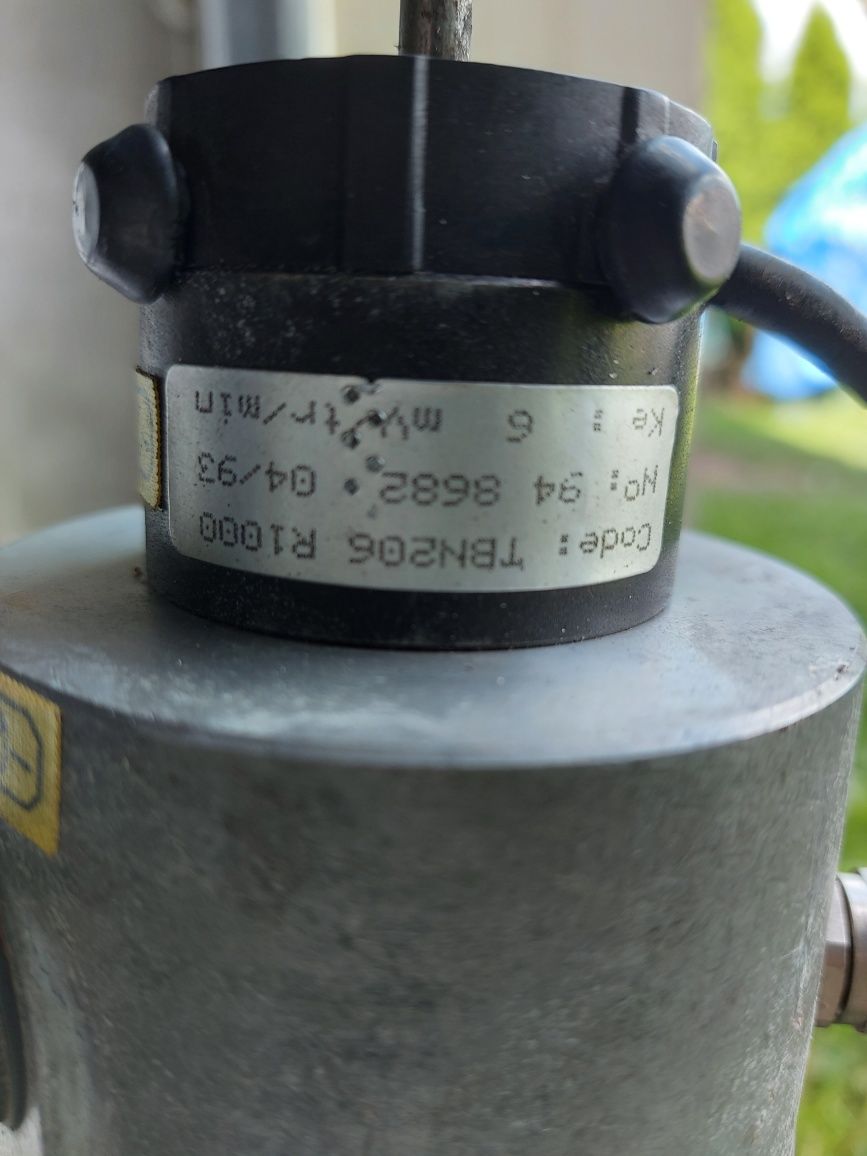 Code: TBN206 R1000
No: 94 8682 04/93
Ke : 6 mV/tr/min